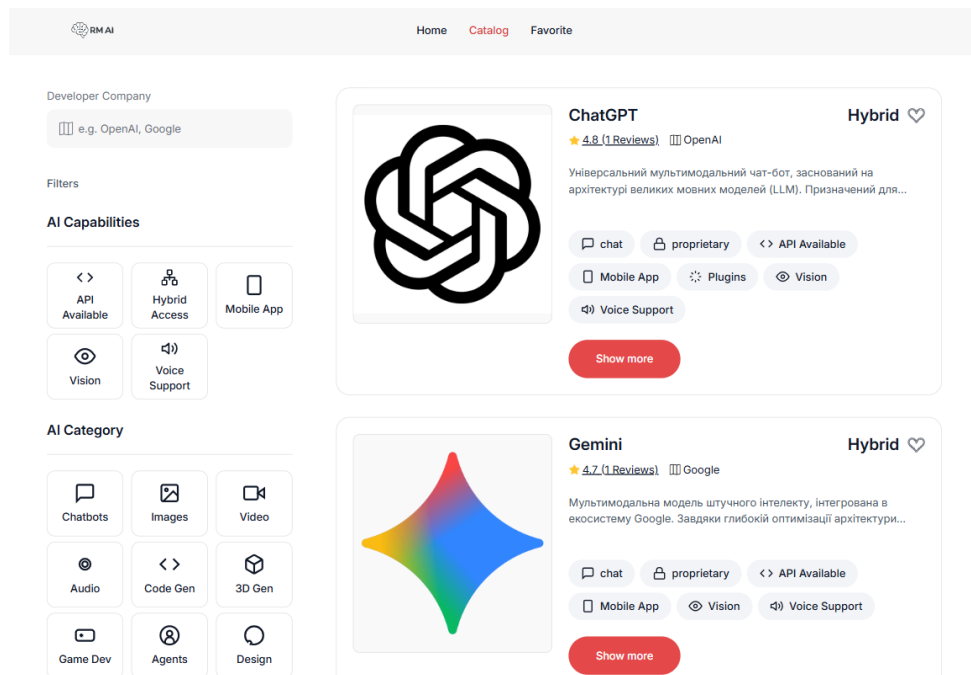 RM AI
Home Catalog Favorite
Developer Company
e.g. OpenAI, Google
Filters
AI Capabilities
API Available
Hybrid Access
Mobile App
Vision
Voice Support
AI Category
Chatbots
Images
Video
Audio
Code Gen
3D Gen
Game Dev
Agents
Design
ChatGPT
Hybrid
4.8 (1 Reviews)
OpenAI
Універсальний мультимодальний чат-бот, заснований на
архітектурі великих мовних моделей (LLM). Призначений для...
chat
proprietary
API Available
Mobile App
Plugins
Vision
Voice Support
Show more
Gemini
Hybrid
4.7 (1 Reviews)
Google
Мультимодальна модель штучного інтелекту, інтегрована в
екосистему Google. Завдяки глибокій оптимізації архітектури...
chat
proprietary
API Available
Mobile App
Vision
Voice Support
Show more